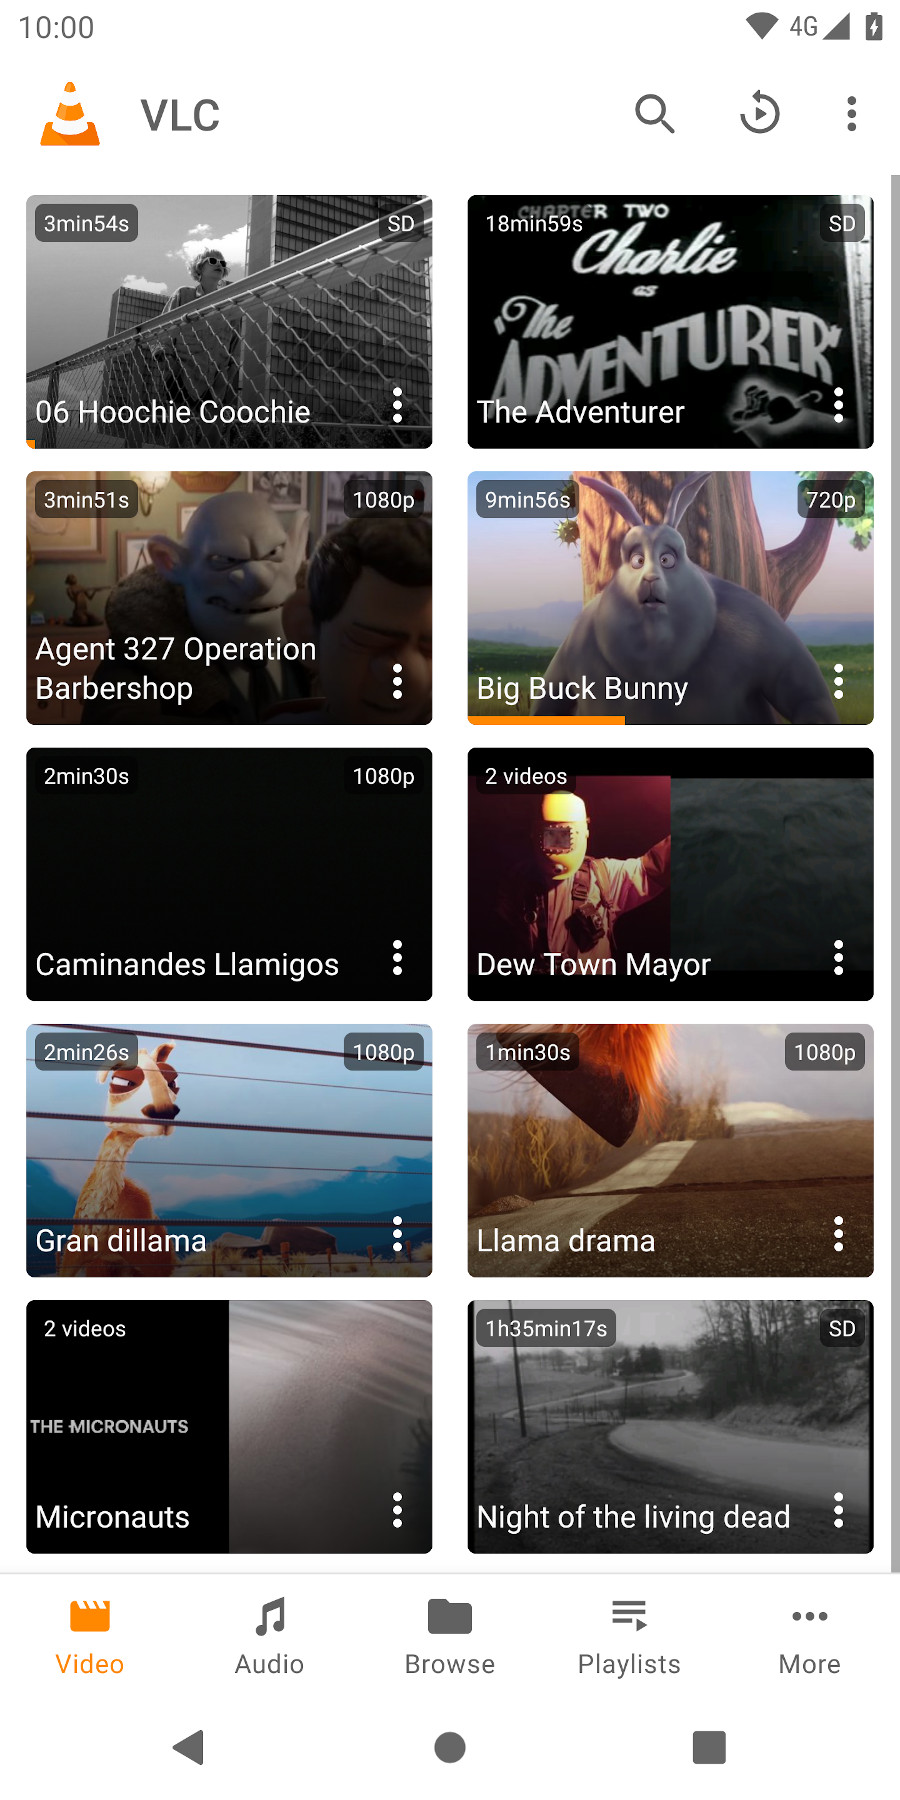 10:00
4G
VLC
3min54s
SD
06 Hoochie Coochie
18min59s
SD
CHAPTER TWO
Charlie
as
"The
ADVENTURER"
The Adventurer
3min51s
1080p
Agent 327 Operation
Barbershop
9min56s
720p
Big Buck Bunny
2min30s
1080p
Caminandes Llamigos
2 videos
Dew Town Mayor
2min26s
1080p
Gran dillama
1min30s
1080p
Llama drama
2 videos
THE MICRONAUTS
Micronauts
1h35min17s
SD
Night of the living dead
Video
Audio
Browse
Playlists
More